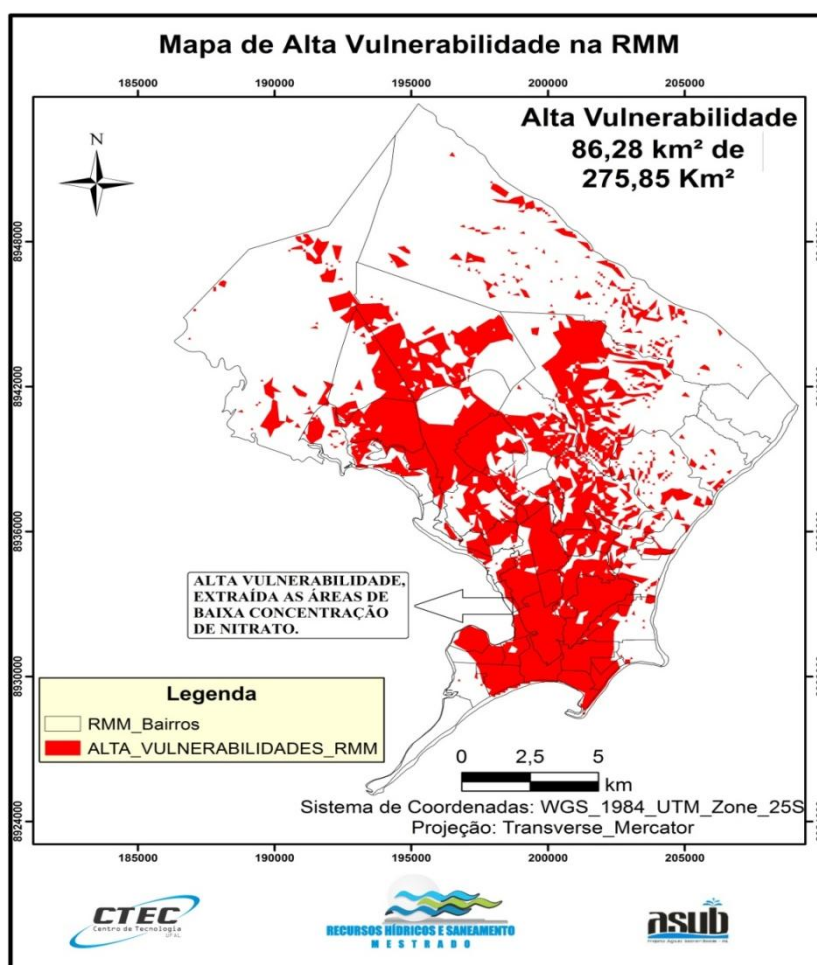 Mapa de Alta Vulnerabilidade na RMM
185000 190000 195000 200000 205000
Alta Vulnerabilidade
86,28 km² de
275,85 Km²
N
8948000
8942000
8936000
8930000
8924000
ALTA VULNERABILIDADE,
EXTRAÍDA AS ÁREAS DE
BAIXA CONCENTRAÇÃO
DE NITRATO.
Legenda
RMM_Bairros
ALTA_VULNERABILIDADES_RMM
0 2,5 5
km
Sistema de Coordenadas: WGS_1984_UTM_Zone_25S
Projeção: Transverse_Mercator
185000 190000 195000 200000 205000
CTEC
Centro de Tecnologia
UFAL
RECURSOS HÍDRICOS E SANEAMENTO
MESTRADO
asub